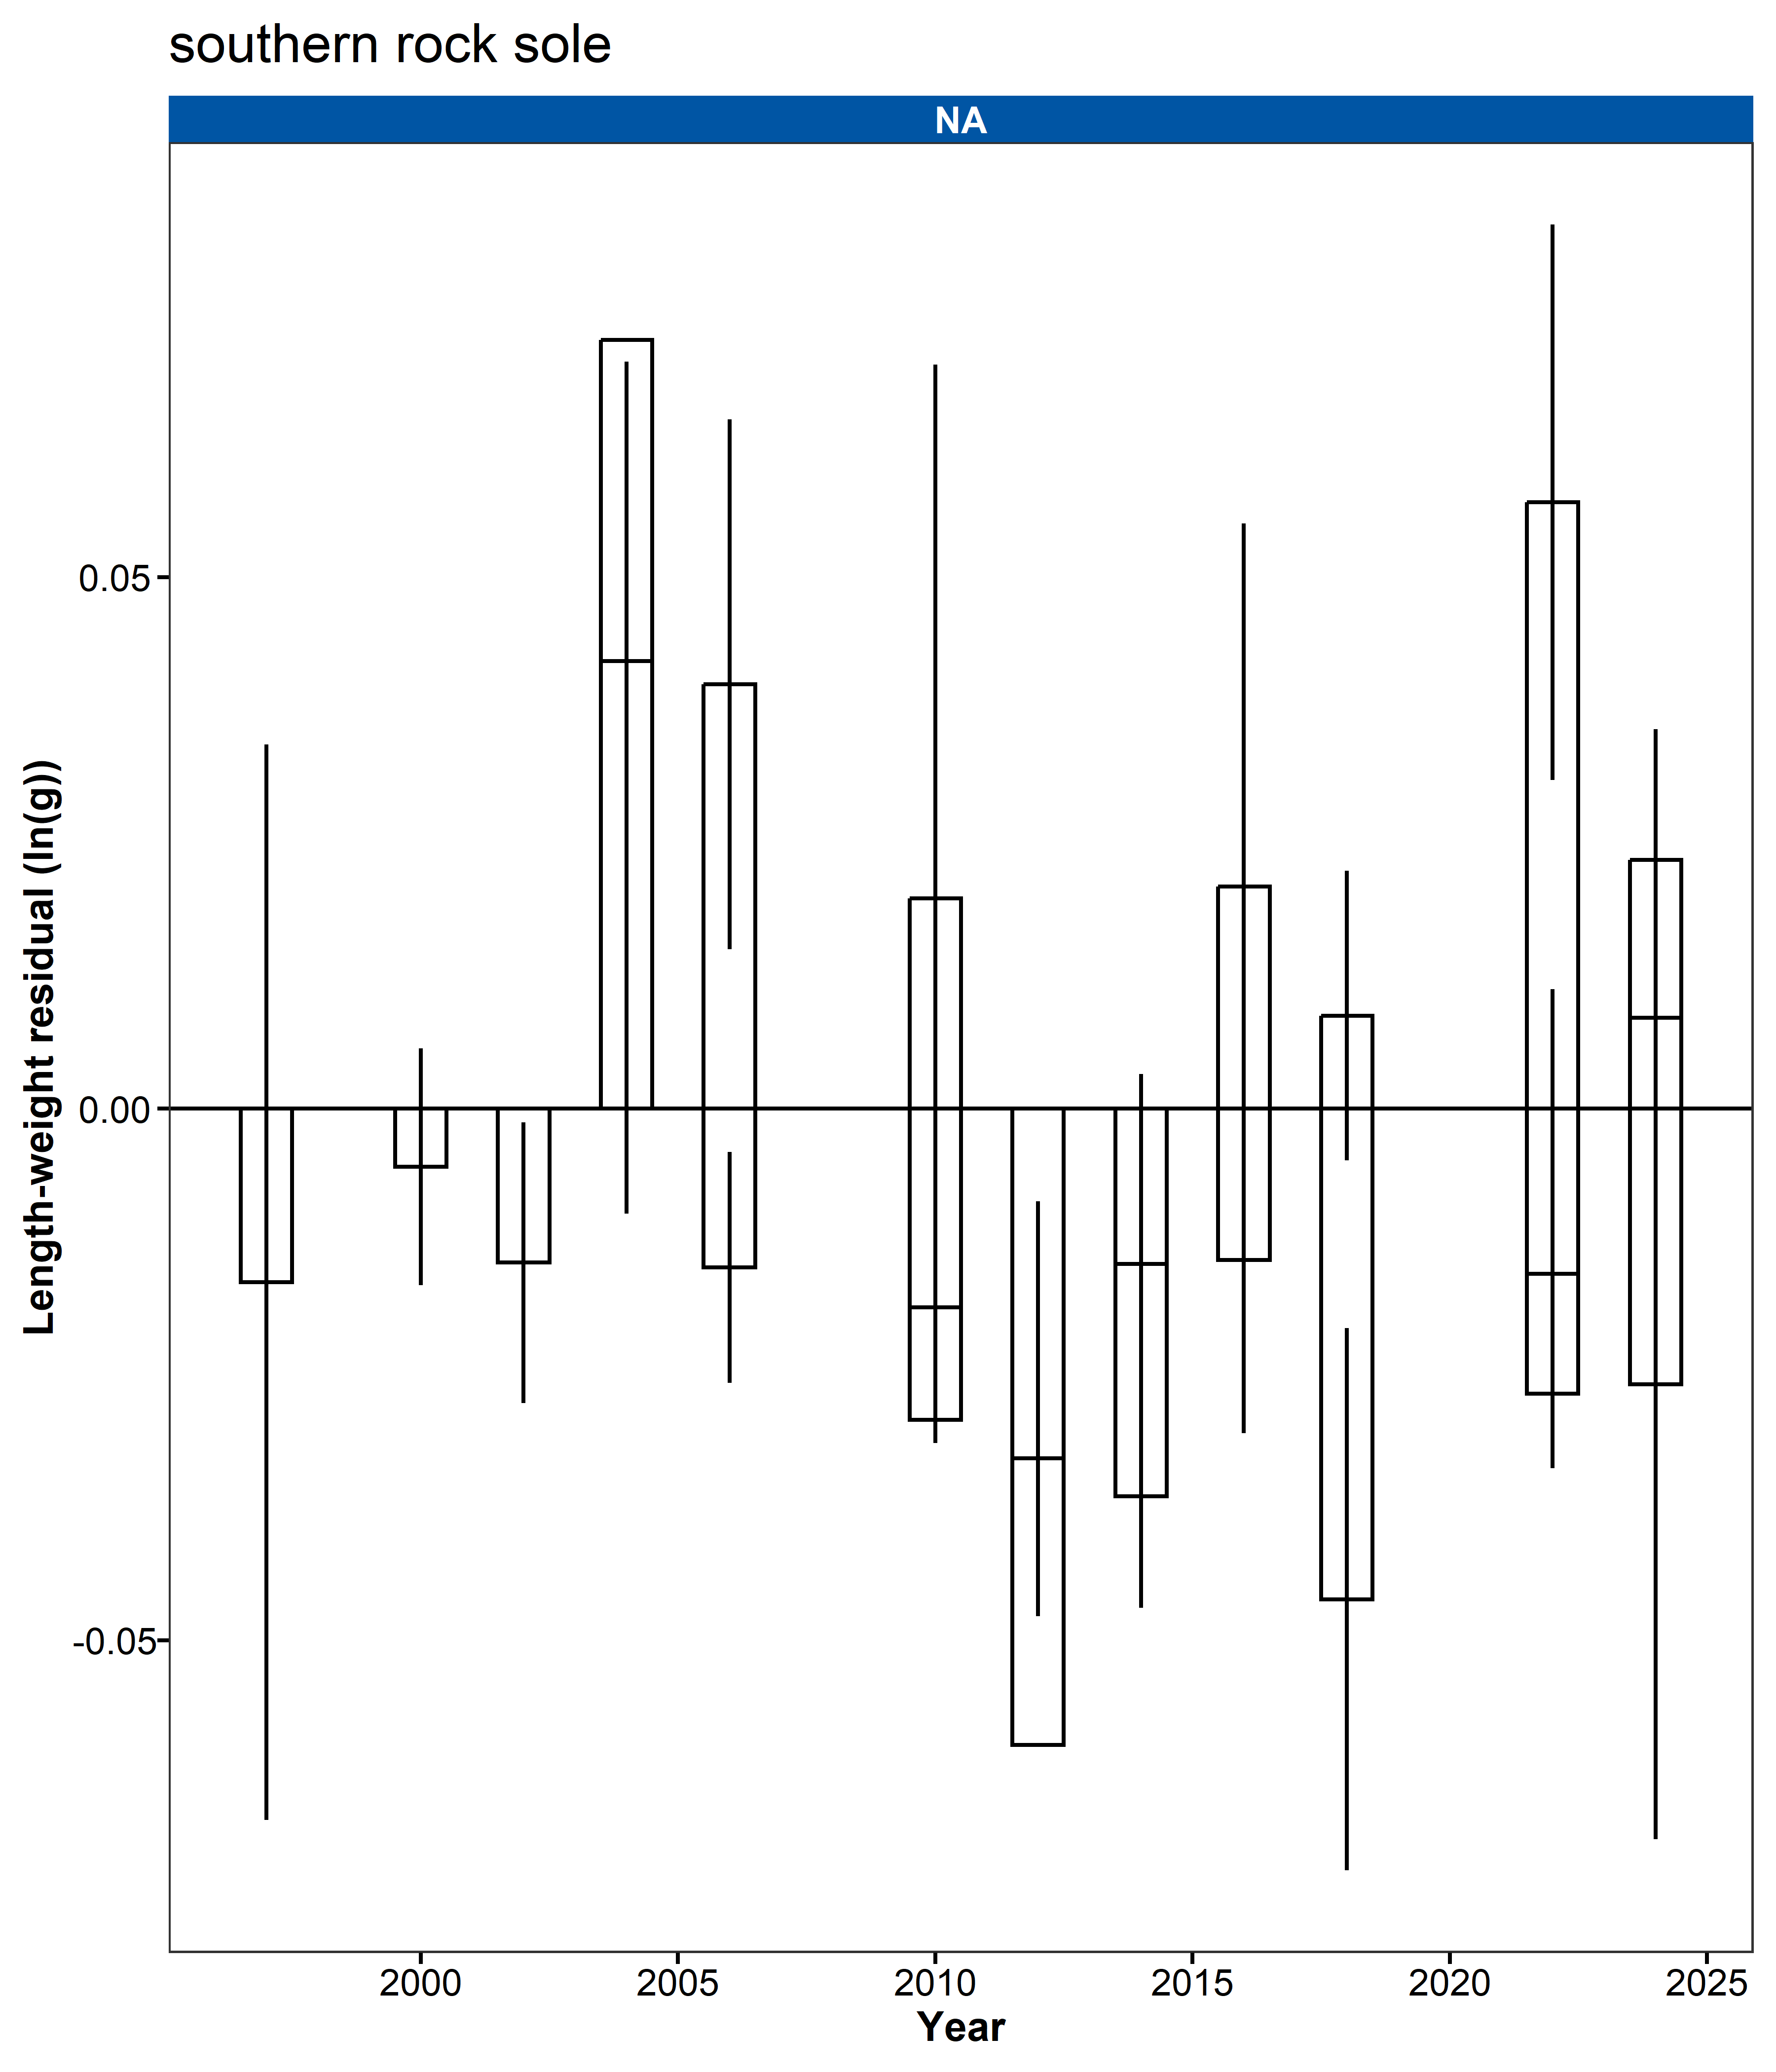 southern rock sole
NA
Length-weight residual (ln(g))
0.05
0.00
-0.05
2000 2005 2010 2015 2020 2025
Year